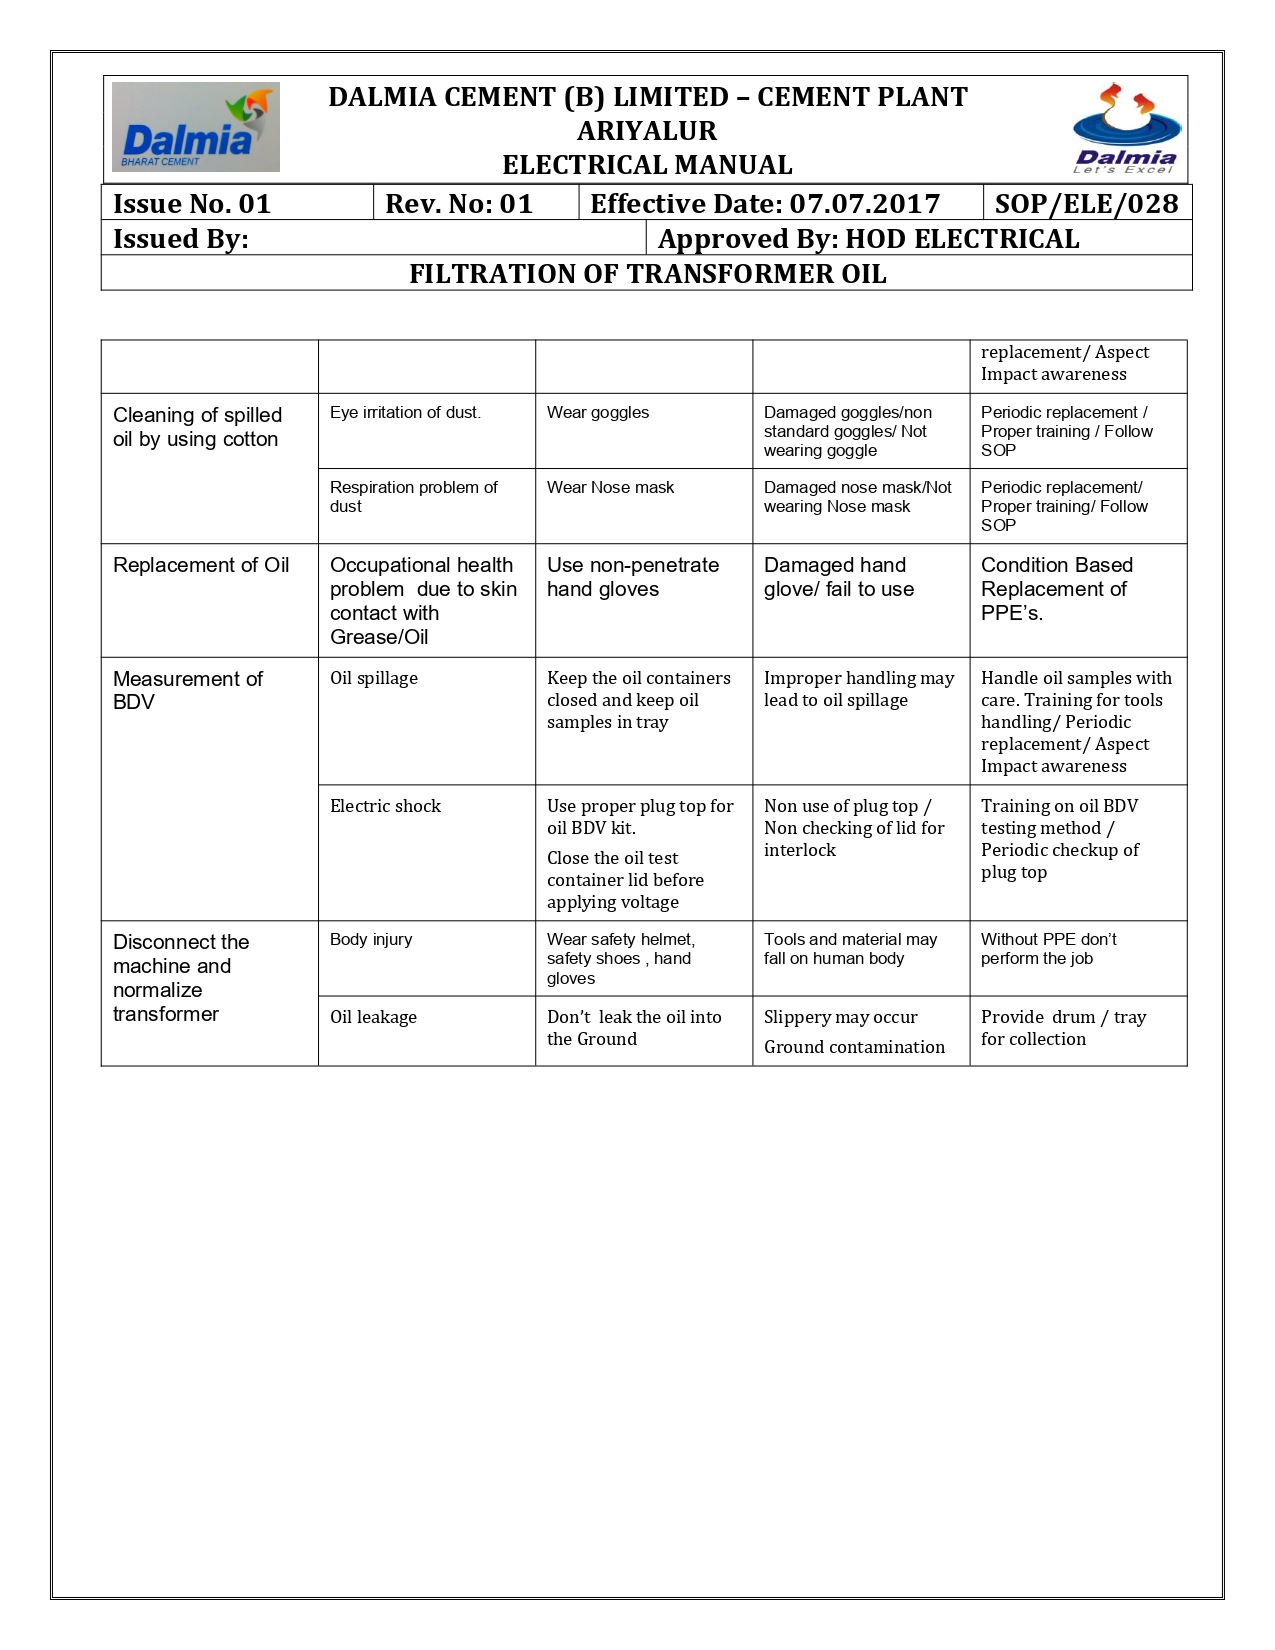 Dalmia
BHARAT CEMENT
DALMIA CEMENT (B) LIMITED – CEMENT PLANT
ARIYALUR
ELECTRICAL MANUAL
Dalmia
Let's Excel
Issue No. 01 Rev. No: 01 Effective Date: 07.07.2017 SOP/ELE/028
Issued By: Approved By: HOD ELECTRICAL
FILTRATION OF TRANSFORMER OIL
replacement/ Aspect
Impact awareness
Cleaning of spilled
oil by using cotton
Eye irritation of dust.
Wear goggles
Damaged goggles/non
standard goggles/ Not
wearing goggle
Periodic replacement /
Proper training / Follow
SOP
Respiration problem of
dust
Wear Nose mask
Damaged nose mask/Not
wearing Nose mask
Periodic replacement/
Proper training/ Follow
SOP
Replacement of Oil
Occupational health
problem  due to skin
contact with
Grease/Oil
Use non-penetrate
hand gloves
Damaged hand
glove/ fail to use
Condition Based
Replacement of
PPE’s.
Measurement of
BDV
Oil spillage
Keep the oil containers
closed and keep oil
samples in tray
Improper handling may
lead to oil spillage
Handle oil samples with
care. Training for tools
handling/ Periodic
replacement/ Aspect
Impact awareness
Electric shock
Use proper plug top for
oil BDV kit.
Close the oil test
container lid before
applying voltage
Non use of plug top /
Non checking of lid for
interlock
Training on oil BDV
testing method /
Periodic checkup of
plug top
Disconnect the
machine and
normalize
transformer
Body injury
Wear safety helmet,
safety shoes , hand
gloves
Tools and material may
fall on human body
Without PPE don’t
perform the job
Oil leakage
Don’t  leak the oil into
the Ground
Slippery may occur
Ground contamination
Provide  drum / tray
for collection